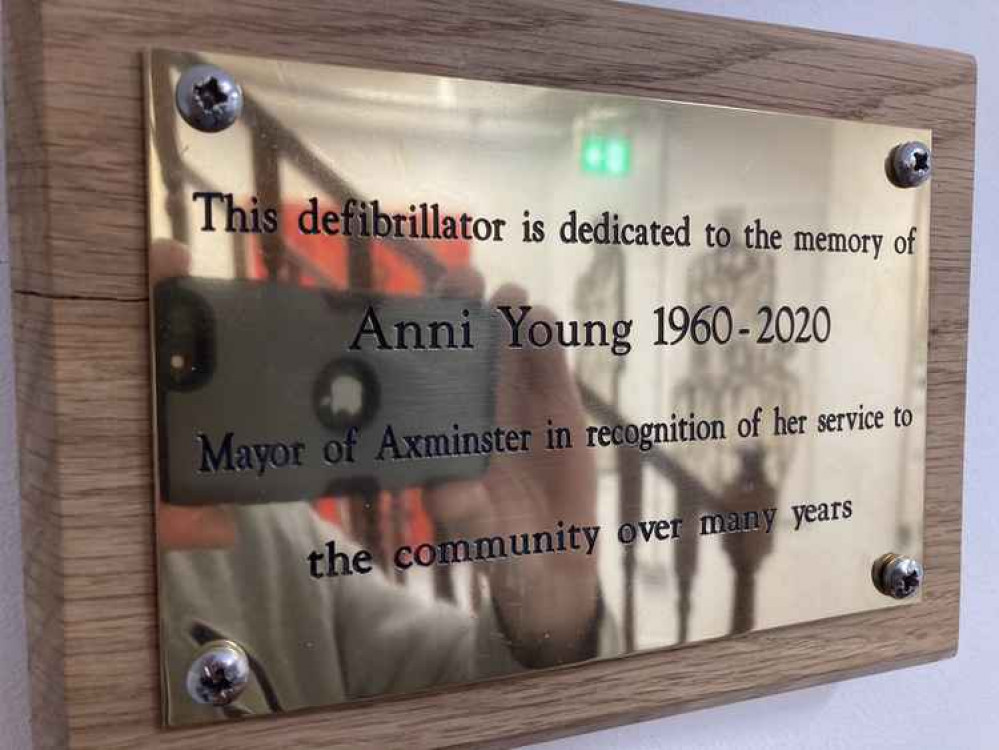 This defibrillator is dedicated to the memory of
Anni Young 1960-2020
Mayor of Axminster in recognition of her service to
the community over many years